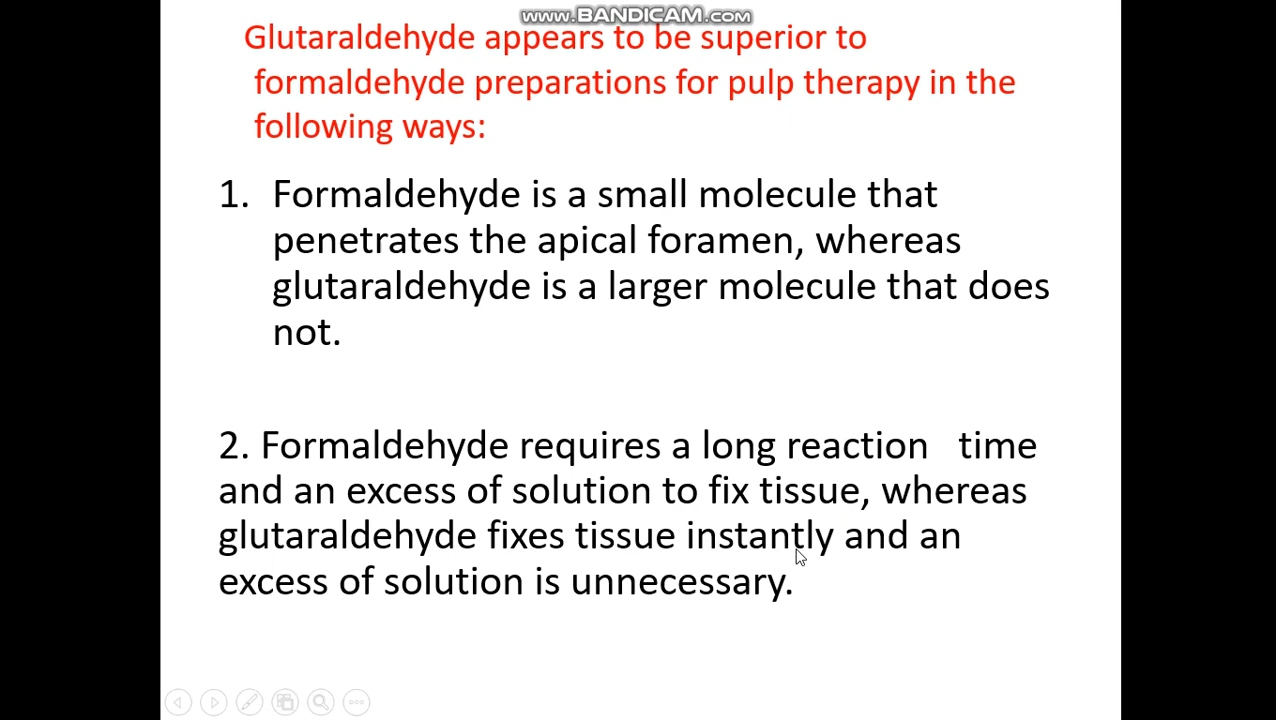 www.BANDICAM.com
Glutaraldehyde appears to be superior to
formaldehyde preparations for pulp therapy in the
following ways:
1. Formaldehyde is a small molecule that
penetrates the apical foramen, whereas
glutaraldehyde is a larger molecule that does
not.
2. Formaldehyde requires a long reaction time
and an excess of solution to fix tissue, whereas
glutaraldehyde fixes tissue instantly and an
excess of solution is unnecessary.